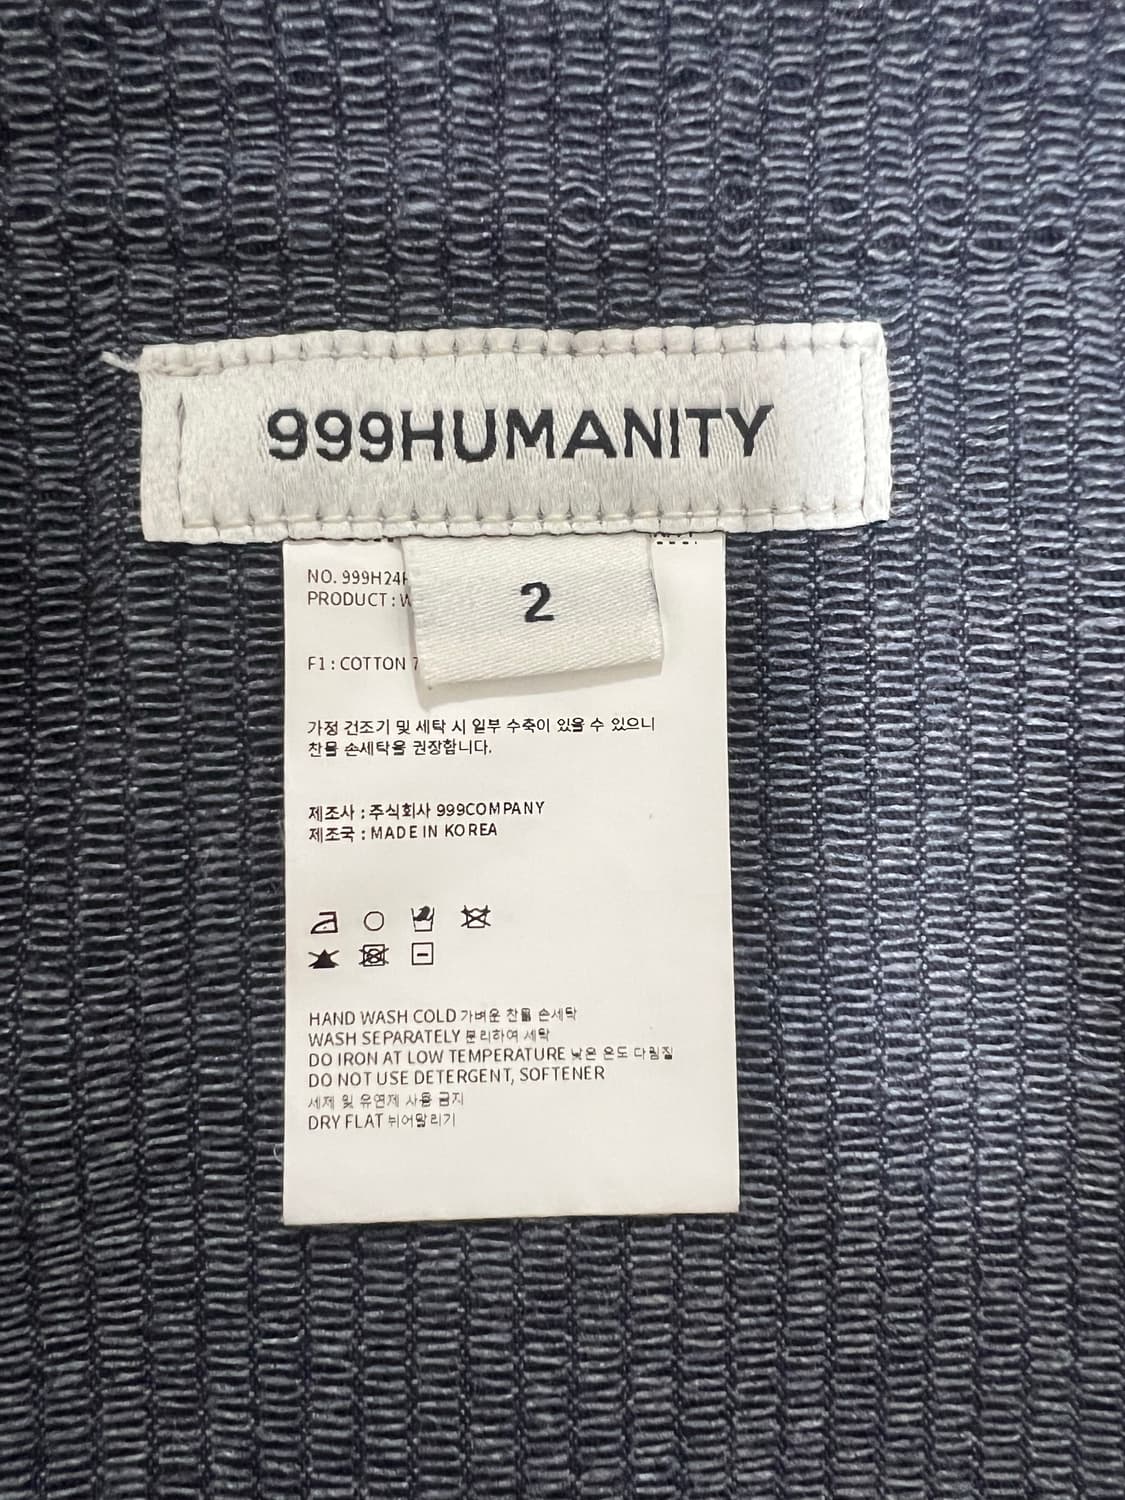 999HUMANITY
2
NO. 999H24
PRODUCT : W
F1 : COTTON 7
가정 건조기 및 세탁 시 일부 수축이 있을 수 있으니
찬물 손세탁을 권장합니다.
제조사 : 주식회사 999COMPANY
제조국 : MADE IN KOREA
HAND WASH COLD 가벼운 찬물 손세탁
WASH SEPARATELY 분리하여 세탁
DO IRON AT LOW TEMPERATURE 낮은 온도 다림질
DO NOT USE DETERGENT, SOFTENER
세제 및 유연제 사용 금지
DRY FLAT 뉘어말리기